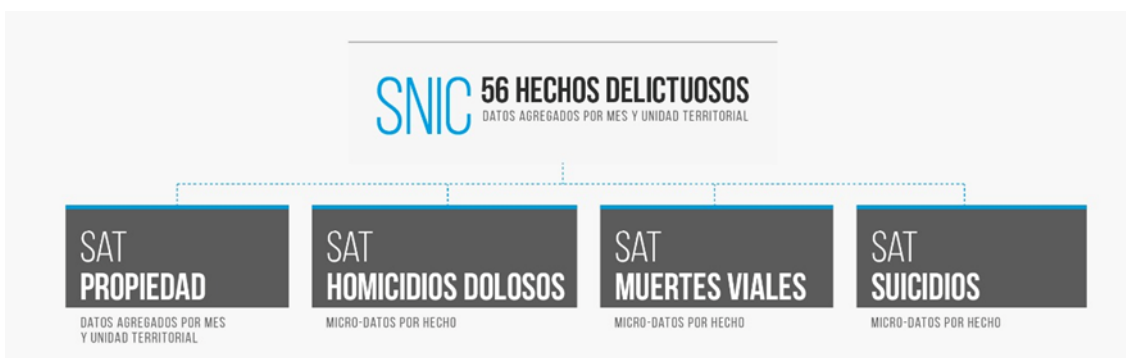 SNIC 56 HECHOS DELICTUOSOS
DATOS AGREGADOS POR MES Y UNIDAD TERRITORIAL
SAT
PROPIEDAD
DATOS AGREGADOS POR MES
Y UNIDAD TERRITORIAL
SAT
HOMICIDIOS DOLOSOS
MICRO-DATOS POR HECHO
SAT
MUERTES VIALES
MICRO-DATOS POR HECHO
SAT
SUICIDIOS
MICRO-DATOS POR HECHO